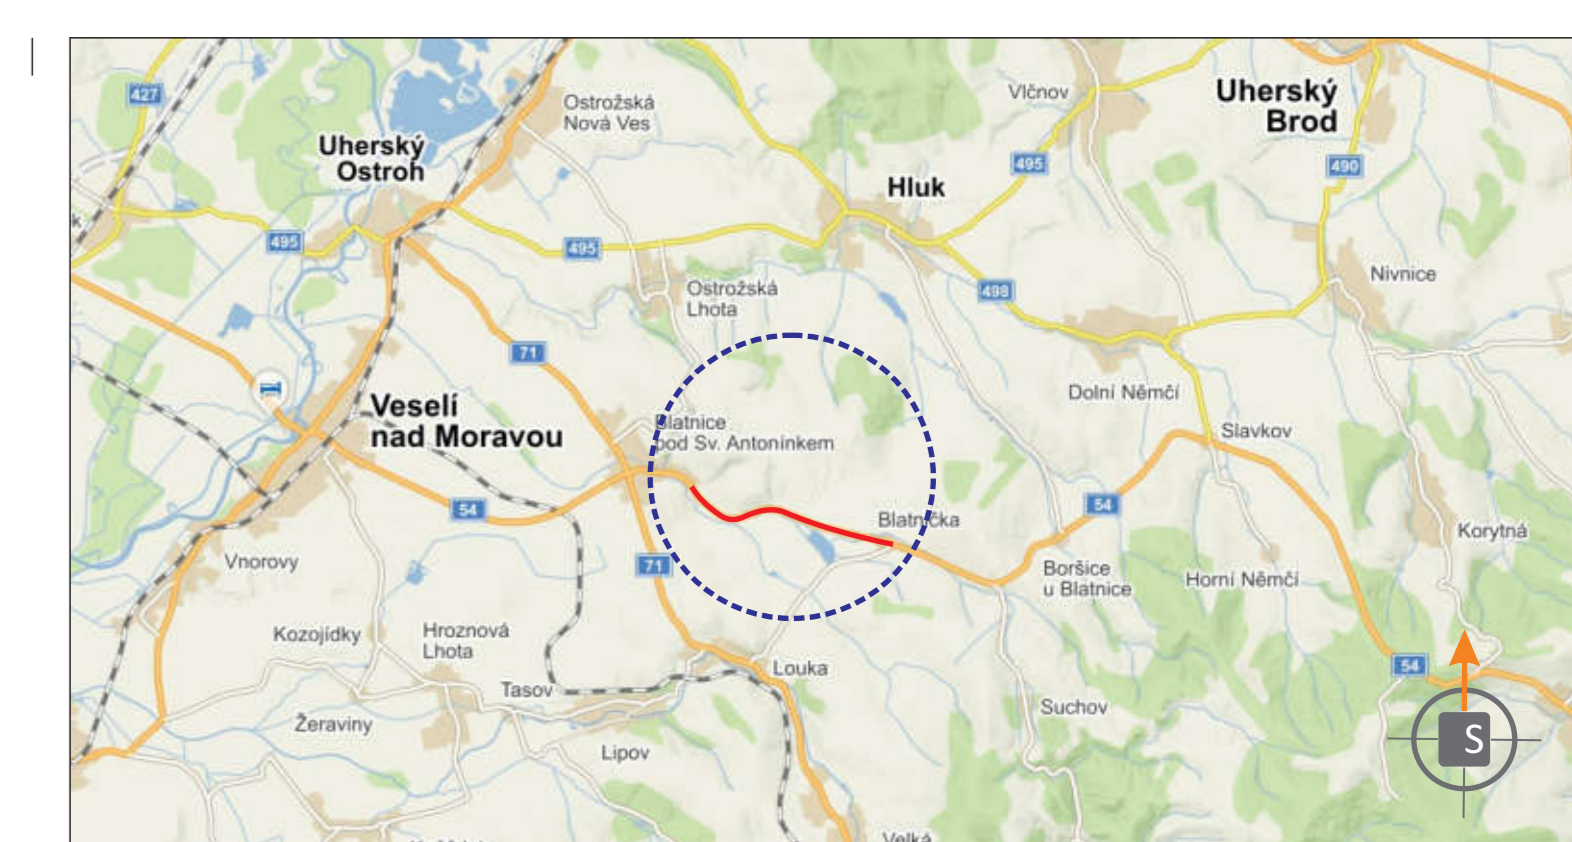 427
Ostrožská
Nová Ves
Vlčnov
Uherský
Brod
Uherský
Ostroh
495
490
Hluk
495
495
Nivnice
Ostrožská
Lhota
498
71
Dolní Němčí
Veselí
nad Moravou
Blatnice
pod Sv. Antonínkem
Slavkov
54
54
Blatnička
Korytná
Vnorovy
71
Boršice
u Blatnice
Horní Němčí
Kozojídky
Hroznová
Lhota
Louka
54
Tasov
Suchov
Žeraviny
S
Lipov
Velká